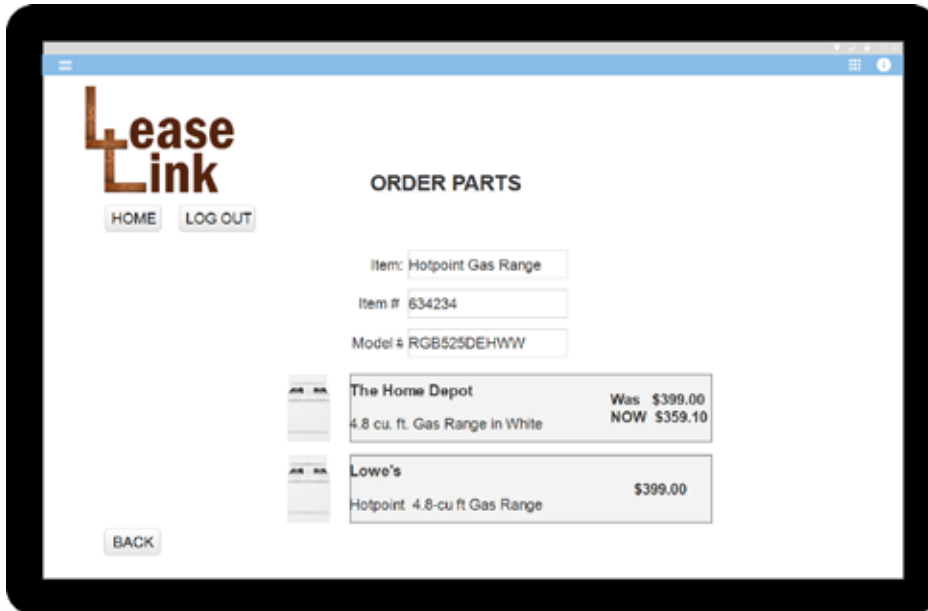 Lease
Link
ORDER PARTS
HOME LOG OUT
Item: Hotpoint Gas Range
Item # 634234
Model # RGB525DEHWW
The Home Depot
Was $399.00
4.8 cu. ft. Gas Range in White
NOW $359.10
Lowe's
$399.00
Hotpoint 4.8-cu ft Gas Range
BACK